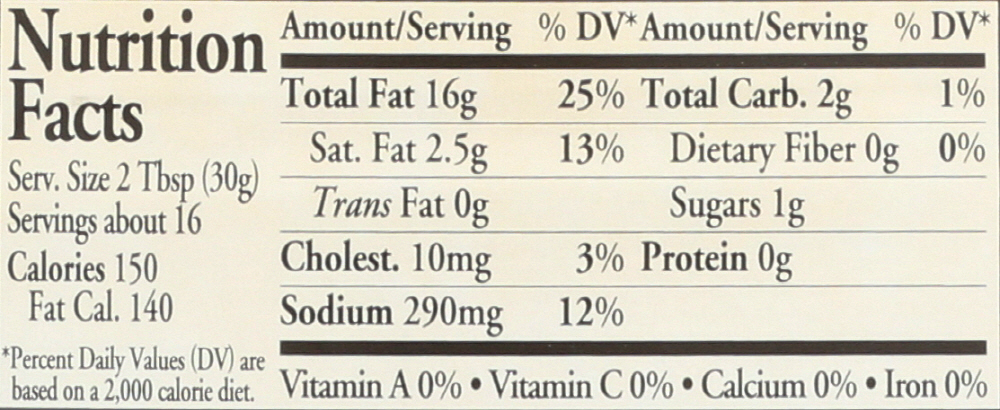 Nutrition
Facts
Serv. Size 2 Tbsp (30g)
Servings about 16
Calories 150
Fat Cal. 140
*Percent Daily Values (DV) are
based on a 2,000 calorie diet.
Amount/Serving % DV* Amount/Serving % DV*
Total Fat 16g 25% Total Carb. 2g 1%
Sat. Fat 2.5g 13% Dietary Fiber 0g 0%
Trans Fat 0g Sugars 1g
Cholest. 10mg 3% Protein 0g
Sodium 290mg 12%
Vitamin A 0% • Vitamin C 0% • Calcium 0% • Iron 0%